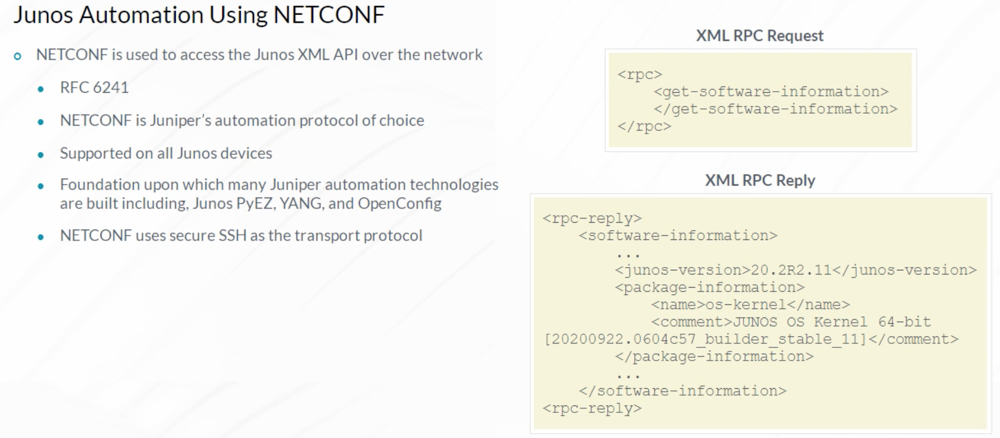 Junos Automation Using NETCONF
NETCONF is used to access the Junos XML API over the network
RFC 6241
NETCONF is Juniper’s automation protocol of choice
Supported on all Junos devices
Foundation upon which many Juniper automation technologies
are built including, Junos PyEZ, YANG, and OpenConfig
NETCONF uses secure SSH as the transport protocol
XML RPC Request
<rpc>
<get-software-information>
</get-software-information>
</rpc>
XML RPC Reply
<rpc-reply>
<software-information>
...
<junos-version>20.2R2.11</junos-version>
<package-information>
<name>os-kernel</name>
<comment>JUNOS OS Kernel 64-bit
[20200922.0604c57_builder_stable_11]</comment>
</package-information>
...
</software-information>
<rpc-reply>